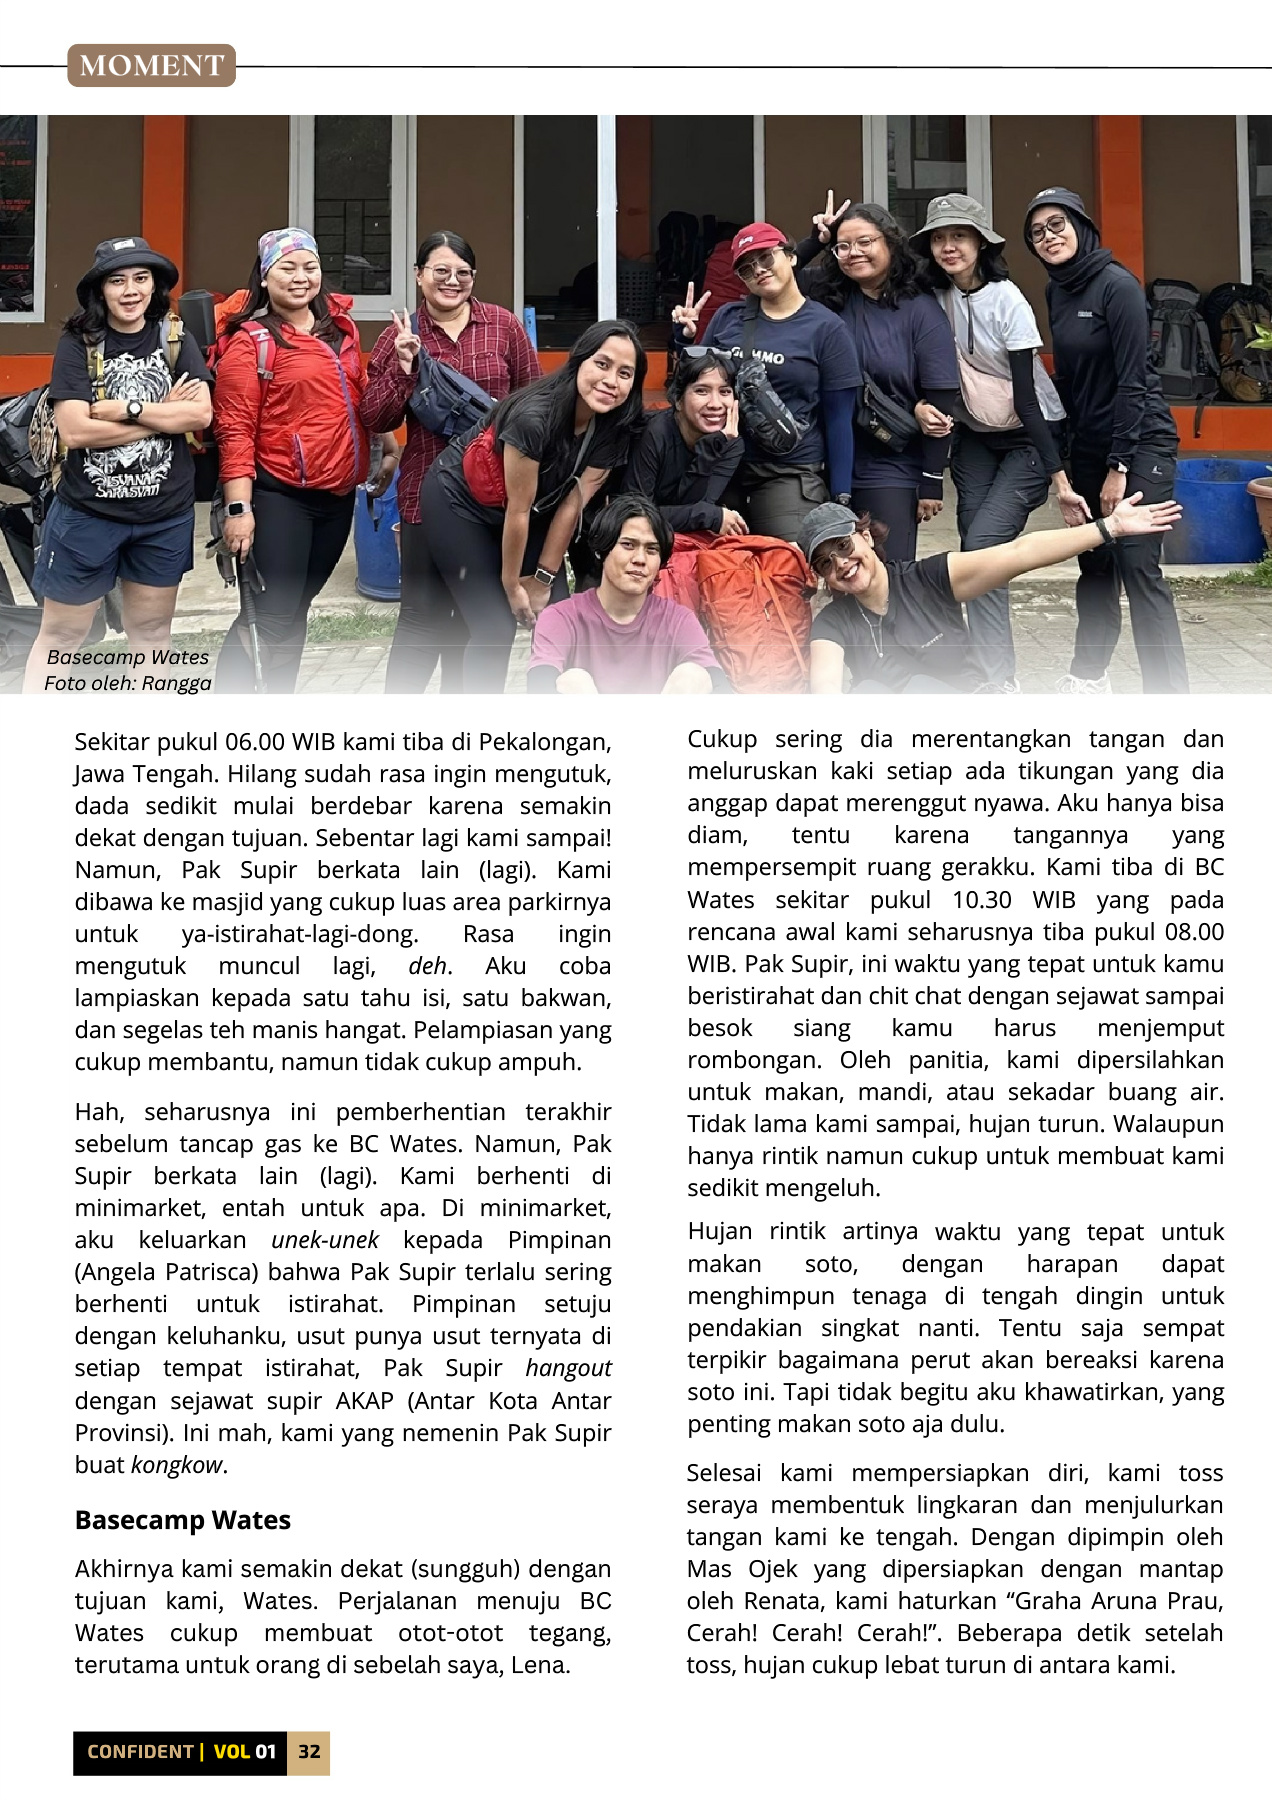 MOMENT
GOMMO
ISVANA
SARASVATI
Basecamp Wates
Foto oleh: Rangga
Sekitar pukul 06.00 WIB kami tiba di Pekalongan,
Jawa Tengah. Hilang sudah rasa ingin mengutuk,
dada sedikit mulai berdebar karena semakin
dekat dengan tujuan. Sebentar lagi kami sampai!
Namun, Pak Supir berkata lain (lagi). Kami
dibawa ke masjid yang cukup luas area parkirnya
untuk ya-istirahat-lagi-dong. Rasa ingin
mengutuk muncul lagi, deh. Aku coba
lampiaskan kepada satu tahu isi, satu bakwan,
dan segelas teh manis hangat. Pelampiasan yang
cukup membantu, namun tidak cukup ampuh.
Hah, seharusnya ini pemberhentian terakhir
sebelum tancap gas ke BC Wates. Namun, Pak
Supir berkata lain (lagi). Kami berhenti di
minimarket, entah untuk apa. Di minimarket,
aku keluarkan unek-unek kepada Pimpinan
(Angela Patrisca) bahwa Pak Supir terlalu sering
berhenti untuk istirahat. Pimpinan setuju
dengan keluhanku, usut punya usut ternyata di
setiap tempat istirahat, Pak Supir hangout
dengan sejawat supir AKAP (Antar Kota Antar
Provinsi). Ini mah, kami yang nemenin Pak Supir
buat kongkow.
Basecamp Wates
Akhirnya kami semakin dekat (sungguh) dengan
tujuan kami, Wates. Perjalanan menuju BC
Wates cukup membuat otot-otot tegang,
terutama untuk orang di sebelah saya, Lena.
Cukup sering dia merentangkan tangan dan
meluruskan kaki setiap ada tikungan yang dia
anggap dapat merenggut nyawa. Aku hanya bisa
diam, tentu karena tangannya yang
mempersempit ruang gerakku. Kami tiba di BC
Wates sekitar pukul 10.30 WIB yang pada
rencana awal kami seharusnya tiba pukul 08.00
WIB. Pak Supir, ini waktu yang tepat untuk kamu
beristirahat dan chit chat dengan sejawat sampai
besok siang kamu harus menjemput
rombongan. Oleh panitia, kami dipersilahkan
untuk makan, mandi, atau sekadar buang air.
Tidak lama kami sampai, hujan turun. Walaupun
hanya rintik namun cukup untuk membuat kami
sedikit mengeluh.
Hujan rintik artinya waktu yang tepat untuk
makan soto, dengan harapan dapat
menghimpun tenaga di tengah dingin untuk
pendakian singkat nanti. Tentu saja sempat
terpikir bagaimana perut akan bereaksi karena
soto ini. Tapi tidak begitu aku khawatirkan, yang
penting makan soto aja dulu.
Selesai kami mempersiapkan diri, kami toss
seraya membentuk lingkaran dan menjulurkan
tangan kami ke tengah. Dengan dipimpin oleh
Mas Ojek yang dipersiapkan dengan mantap
oleh Renata, kami haturkan “Graha Aruna Prau,
Cerah! Cerah! Cerah!”. Beberapa detik setelah
toss, hujan cukup lebat turun di antara kami.
CONFIDENT | VOL 01 32